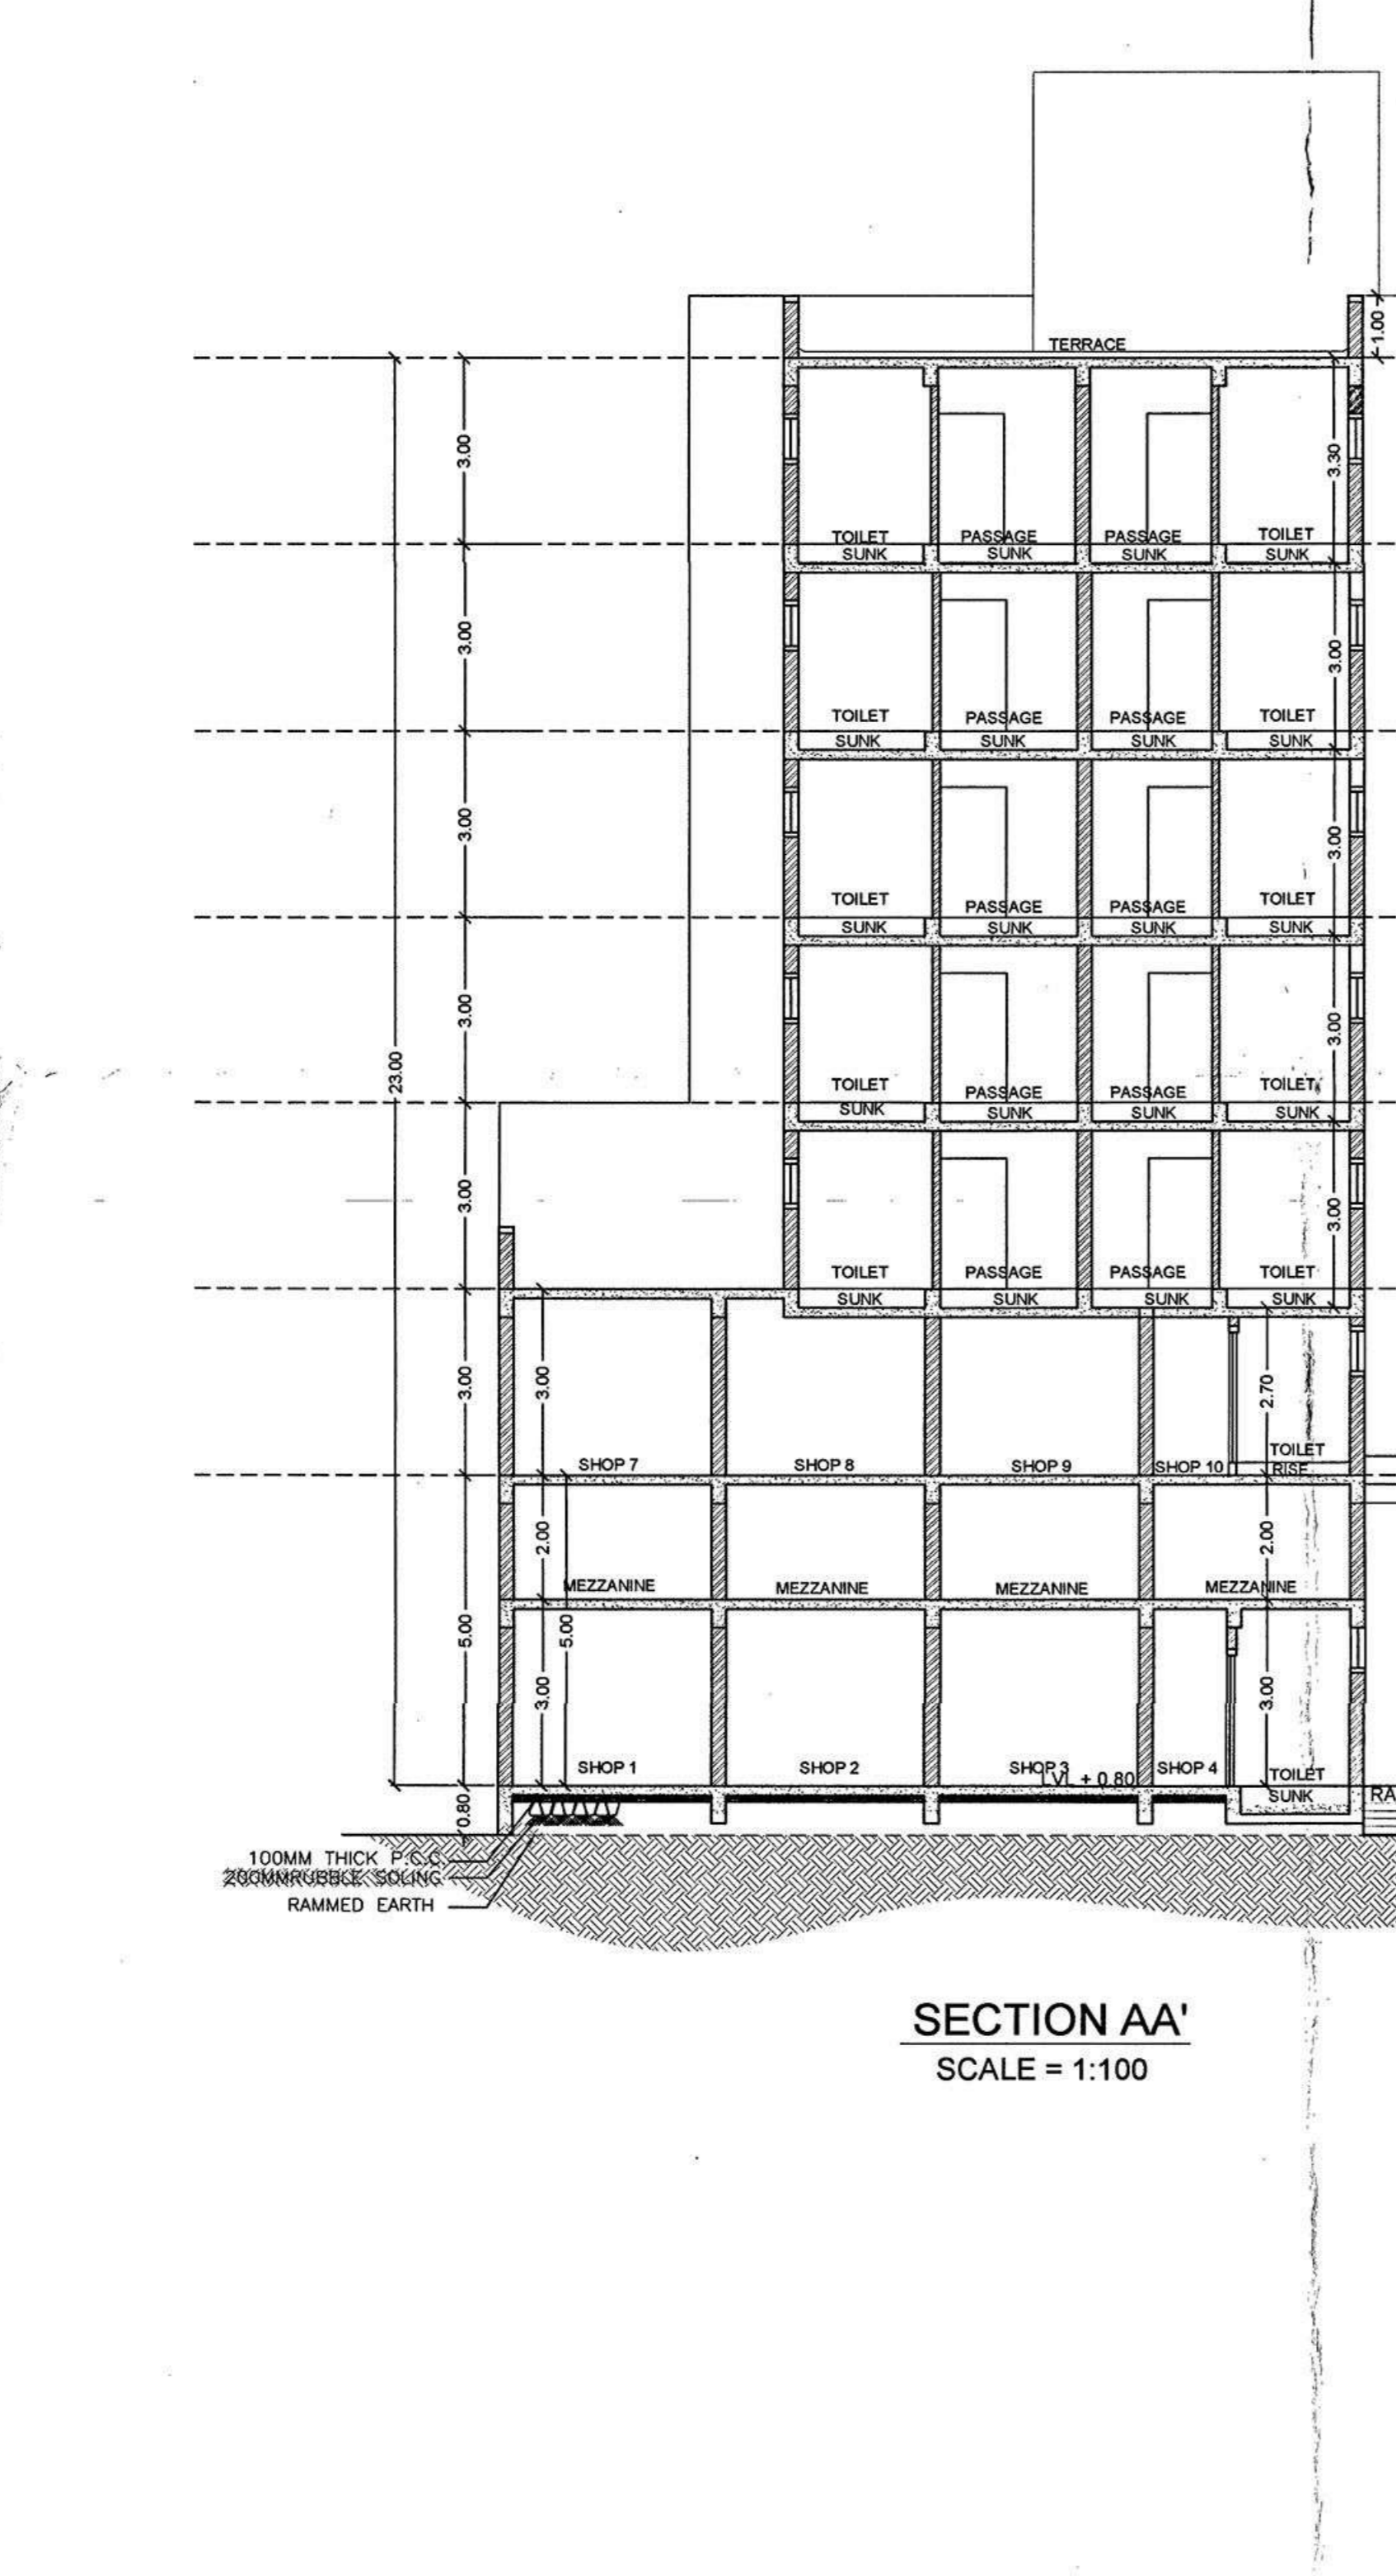 TERRACE
1.00
3.00
3.30
TOILET PASSAGE PASSAGE TOILET
SUNK SUNK SUNK SUNK
3.00
3.00
TOILET PASSAGE PASSAGE TOILET
SUNK SUNK SUNK SUNK
3.00
3.00
TOILET PASSAGE PASSAGE TOILET
SUNK SUNK SUNK SUNK
3.00
3.00
23.00
TOILET PASSAGE PASSAGE TOILET
SUNK SUNK SUNK SUNK
3.00
3.00
TOILET PASSAGE PASSAGE TOILET
SUNK SUNK SUNK SUNK
3.00
3.00
2.70
TOILET
SHOP 7 SHOP 8 SHOP 9 SHOP 10 RISE
2.00
2.00
MEZZANINE MEZZANINE MEZZANINE MEZZANINE
5.00
5.00
3.00
3.00
SHOP 1 SHOP 2 SHOP 3 SHOP 4 TOILET
LVL + 0.80
SUNK
RA
0.80
100MM THICK P.C.C.
200MMRUBBLE SOLING
RAMMED EARTH
SECTION AA'
SCALE = 1:100